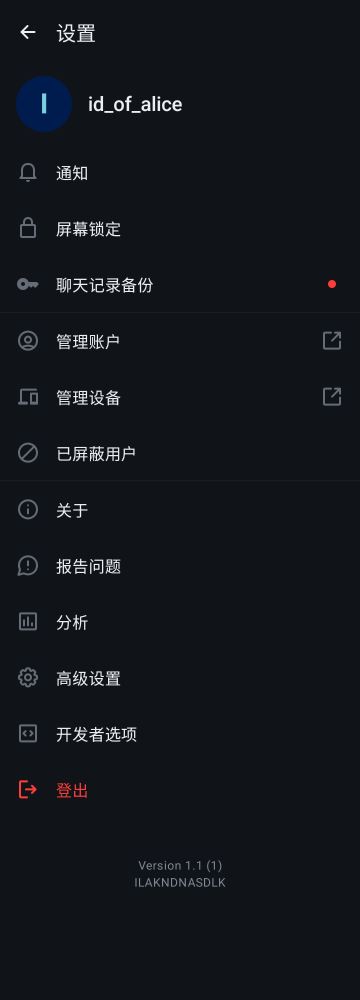 设置
I
id_of_alice
通知
屏幕锁定
聊天记录备份
管理账户
管理设备
已屏蔽用户
关于
报告问题
分析
高级设置
开发者选项
登出
Version 1.1 (1)
ILAKNDNASDLK